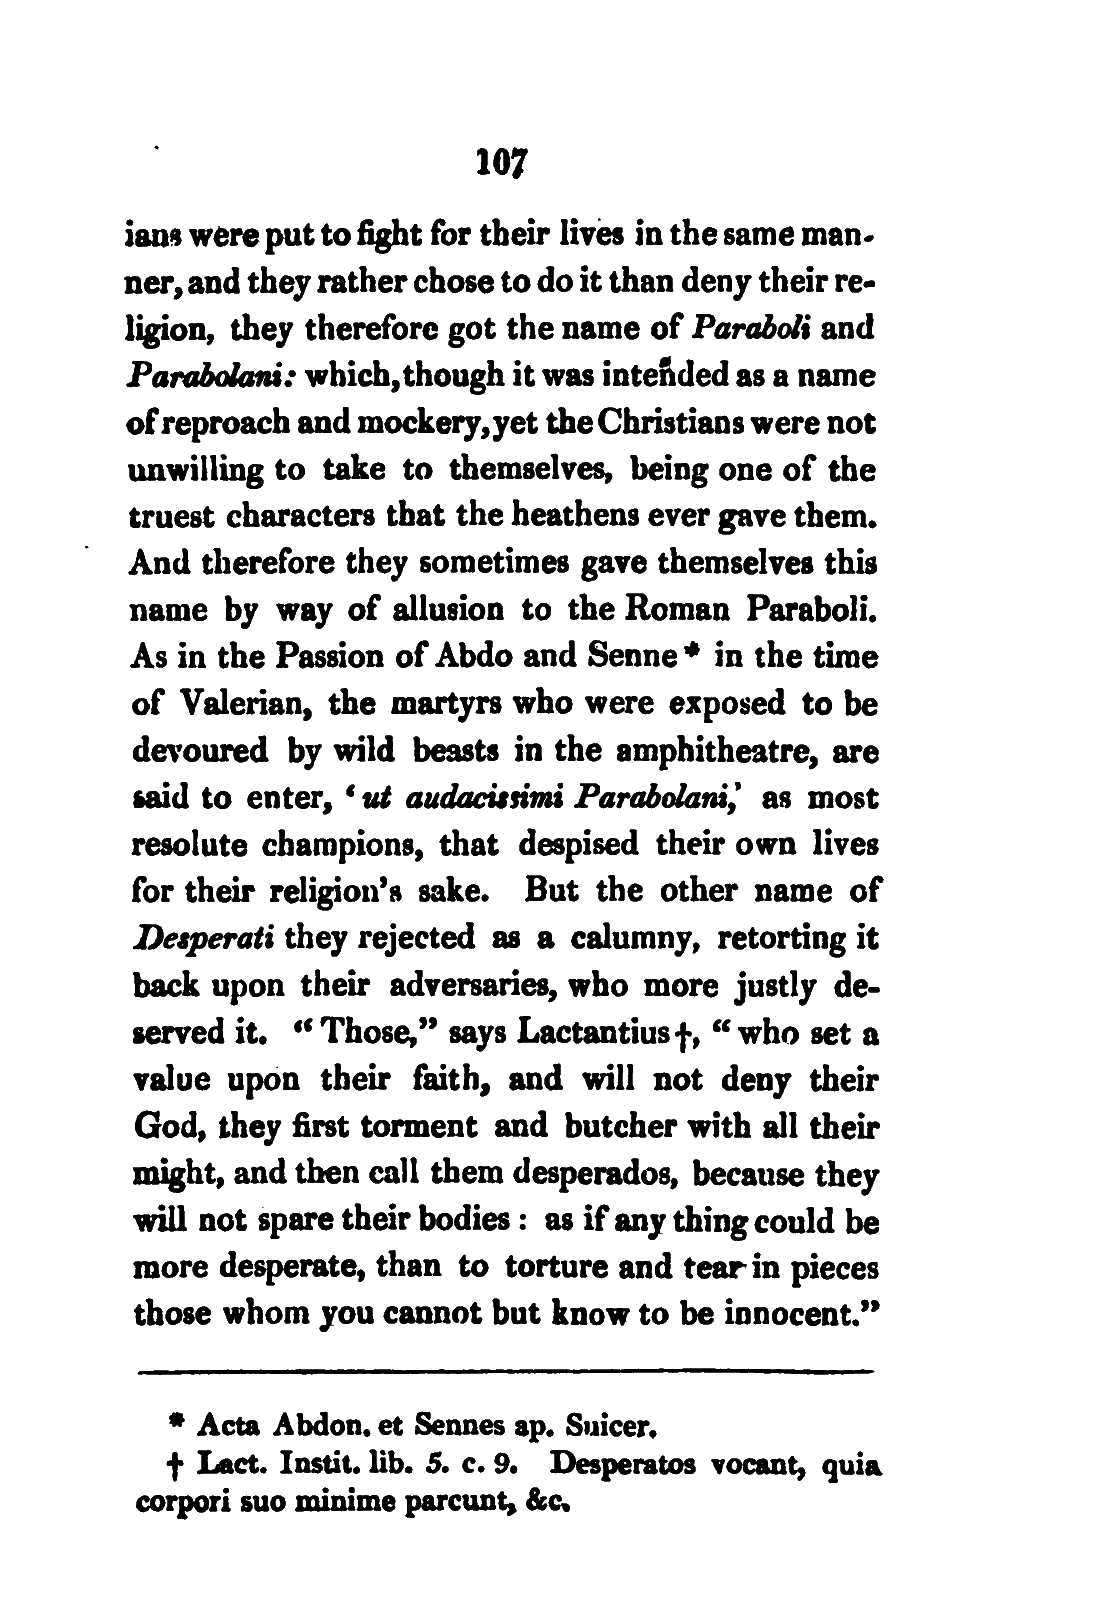 107
ians were put to fight for their lives in the same man-
ner, and they rather chose to do it than deny their re-
ligion, they therefore got the name of Paraboli and
Parabolani: which, though it was intended as a name
of reproach and mockery, yet the Christians were not
unwilling to take to themselves, being one of the
truest characters that the heathens ever gave them.
And therefore they sometimes gave themselves this
name by way of allusion to the Roman Paraboli.
As in the Passion of Abdo and Senne * in the time
of Valerian, the martyrs who were exposed to be
devoured by wild beasts in the amphitheatre, are
said to enter, ‘ ut audacissimi Parabolani,’ as most
resolute champions, that despised their own lives
for their religion’s sake. But the other name of
Desperati they rejected as a calumny, retorting it
back upon their adversaries, who more justly de-
served it. “ Those,” says Lactantius †, “ who set a
value upon their faith, and will not deny their
God, they first torment and butcher with all their
might, and then call them desperados, because they
will not spare their bodies : as if any thing could be
more desperate, than to torture and tear in pieces
those whom you cannot but know to be innocent.”
* Acta Abdon. et Sennes ap. Suicer.
† Lact. Instit. lib. 5. c. 9. Desperatos vocant, quia
corpori suo minime parcunt, &c.